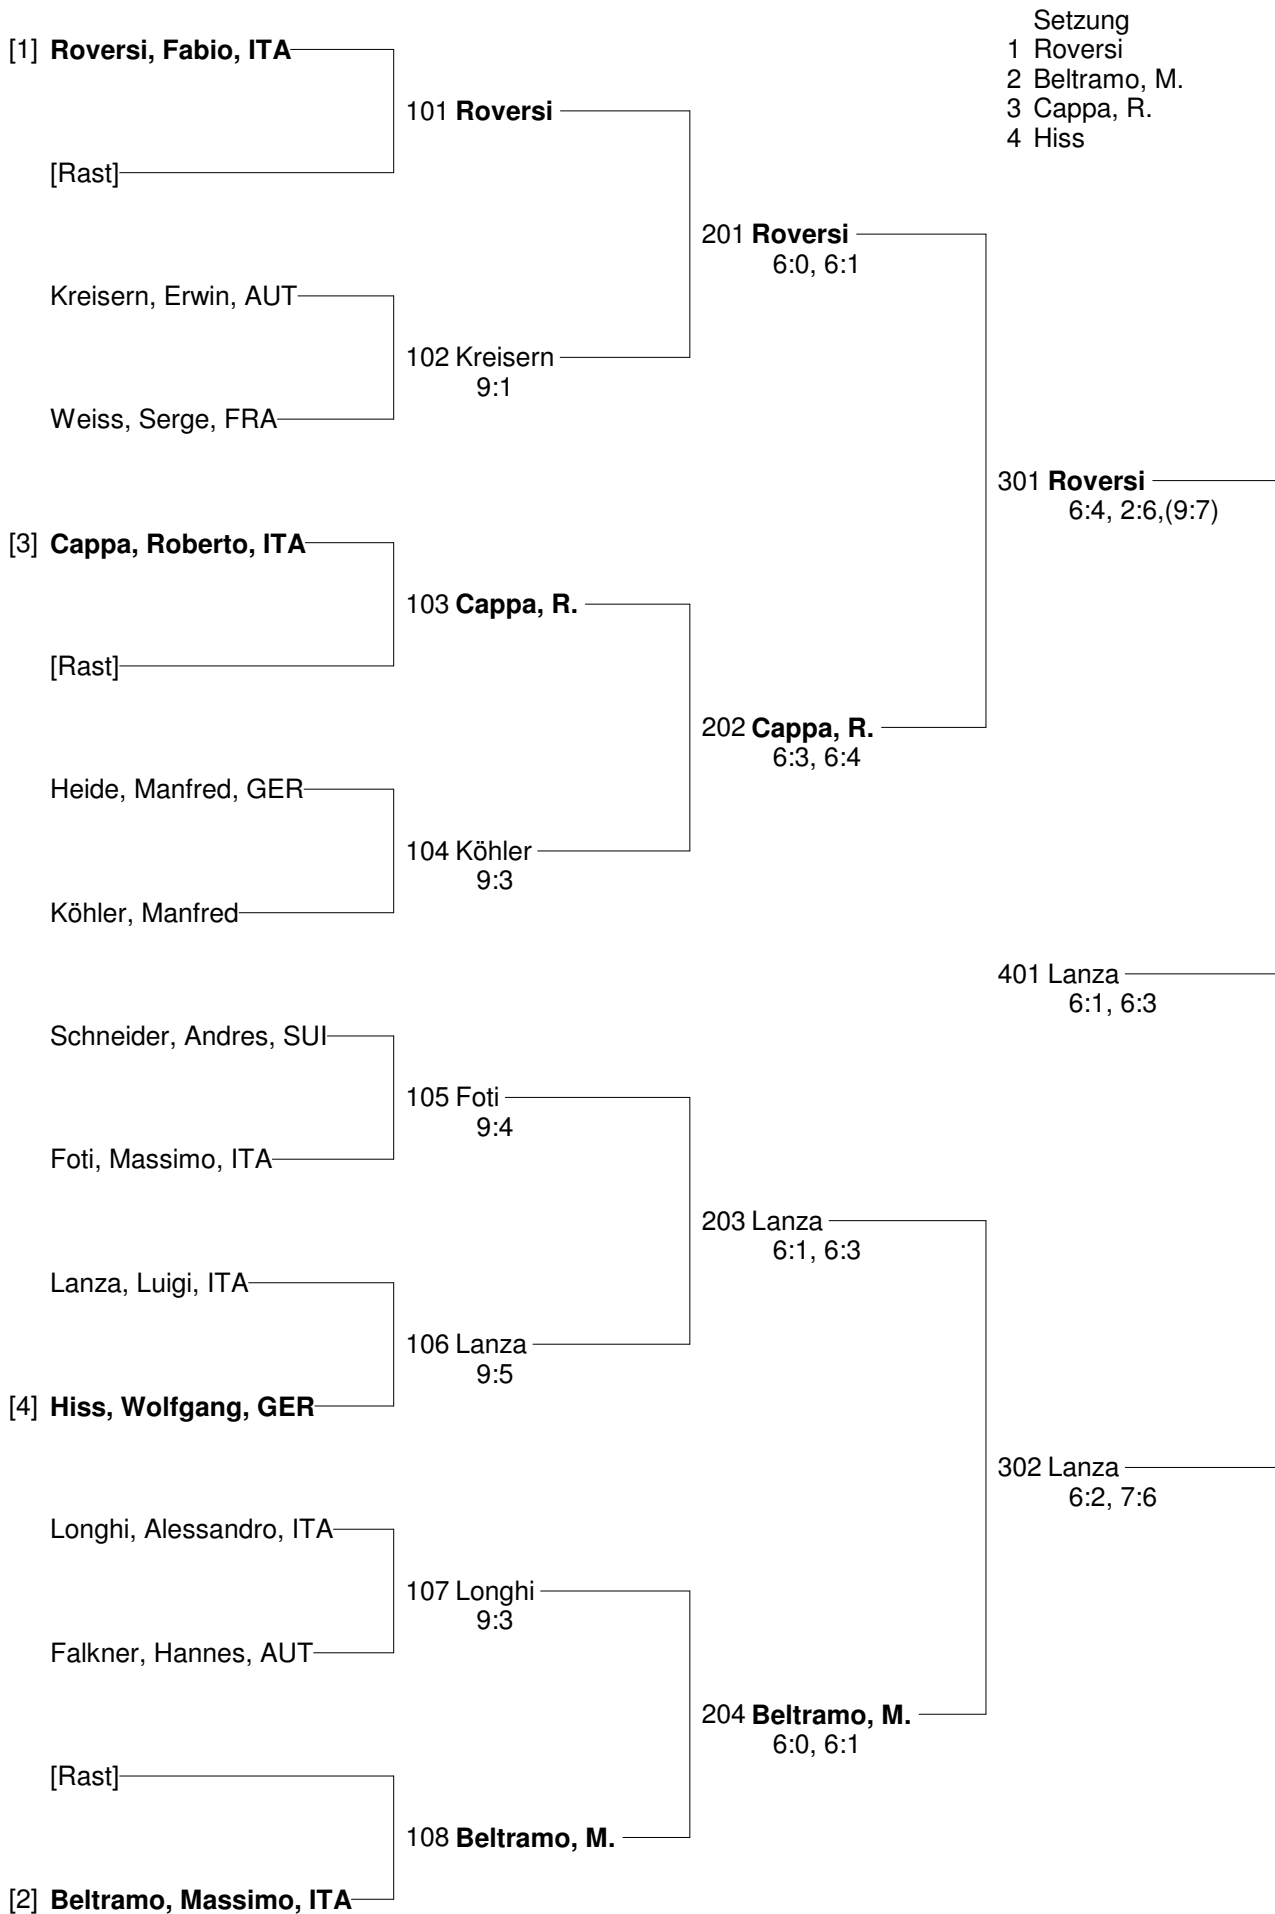 Setzung
1 Roversi
2 Beltramo, M.
3 Cappa, R.
4 Hiss
[1] Roversi, Fabio, ITA
101 Roversi
[Rast]
201 Roversi
6:0, 6:1
Kreisern, Erwin, AUT
102 Kreisern
9:1
Weiss, Serge, FRA
301 Roversi
6:4, 2:6,(9:7)
[3] Cappa, Roberto, ITA
103 Cappa, R.
[Rast]
202 Cappa, R.
6:3, 6:4
Heide, Manfred, GER
104 Köhler
9:3
Köhler, Manfred
401 Lanza
6:1, 6:3
Schneider, Andres, SUI
105 Foti
9:4
Foti, Massimo, ITA
203 Lanza
6:1, 6:3
Lanza, Luigi, ITA
106 Lanza
9:5
[4] Hiss, Wolfgang, GER
302 Lanza
6:2, 7:6
Longhi, Alessandro, ITA
107 Longhi
9:3
Falkner, Hannes, AUT
204 Beltramo, M.
6:0, 6:1
[Rast]
108 Beltramo, M.
[2] Beltramo, Massimo, ITA